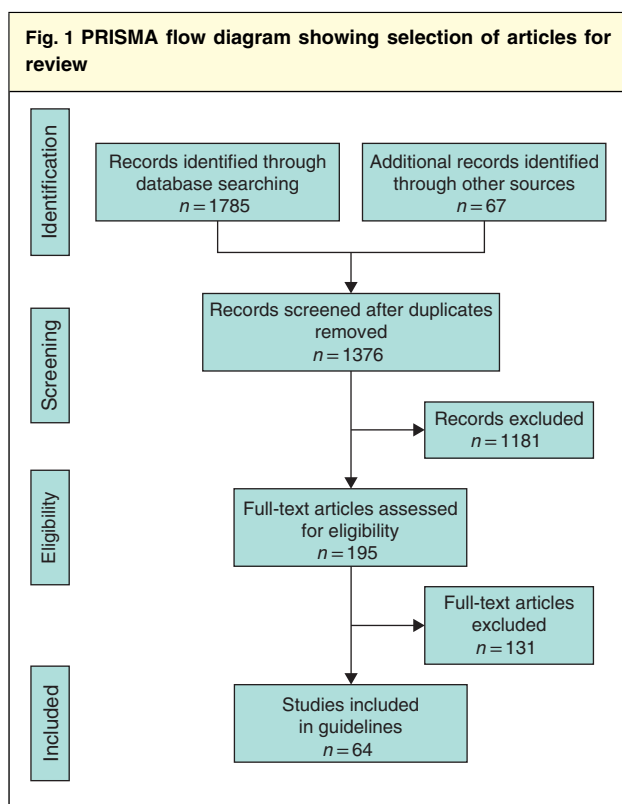 Fig. 1 PRISMA flow diagram showing selection of articles for
review
Identification
Records identified through
database searching
n = 1785
Additional records identified
through other sources
n = 67
Screening
Records screened after duplicates
removed
n = 1376
Records excluded
n = 1181
Eligibility
Full-text articles assessed
for eligibility
n = 195
Full-text articles
excluded
n = 131
Included
Studies included
in guidelines
n = 64